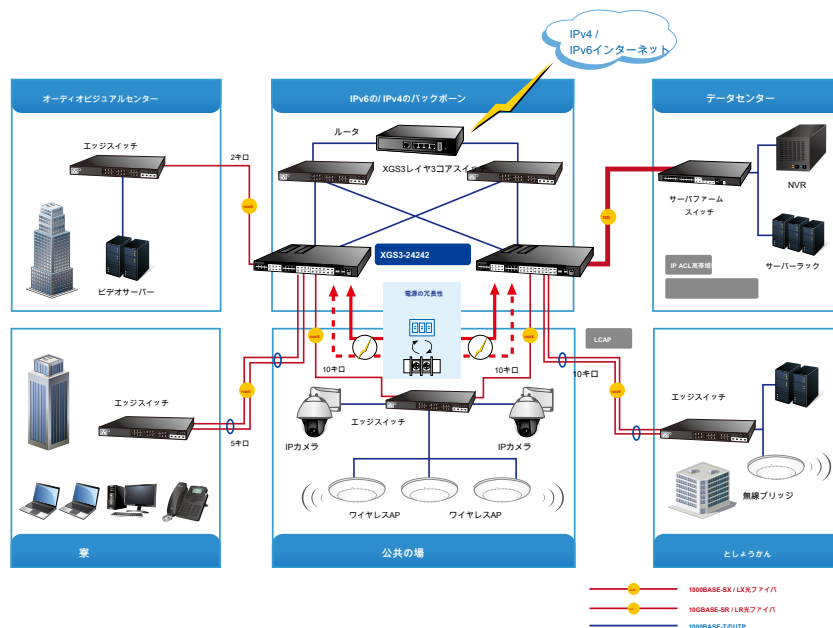 IPv4 /
IPv6インターネット
オーディオビジュアルセンター
IPv6の/ IPv4のバックボーン
データセンター
ルータ
エッジスイッチ
2キロ
XGS3レイヤ3コアスイッ
NVR
サーバファーム
スイッチ
XGS3-24242
ビデオサーバー
サーバーラック
IP ACL高帯域
電源の冗長性
LCAP
10キロ
10キロ
10キロ
エッジスイッチ
エッジスイッチ
エッジスイッチ
5キロ
IPカメラ
IPカメラ
無線ブリッジ
ワイヤレスAP
ワイヤレスAP
寮
公共の場
としょうかん
1000BASE-SX / LX光ファイバ
10GBASE-SR / LR光ファイバ
1000BASE-TのUTP